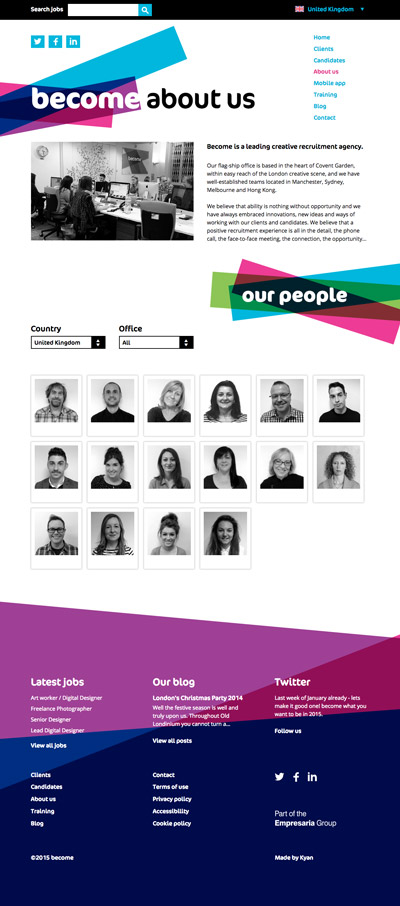 Search jobs
United Kingdom
Home
Clients
Candidates
About us
Mobile app
Training
Blog
Contact
become about us
Become is a leading creative recruitment agency.
Our flag-ship office is based in the heart of Covent Garden,
within easy reach of the London creative scene, and we have
well-established teams located in Manchester, Sydney,
Melbourne and Hong Kong.
We believe that ability is nothing without opportunity and we
have always embraced innovations, new ideas and ways of
working with our clients and candidates. We believe that a
positive recruitment experience is all in the detail, the phone
call, the face-to-face meeting, the connection, the opportunity...
our people
Country
Office
United Kingdom
All
Latest jobs
Art worker / Digital Designer
Freelance Photographer
Senior Designer
Lead Digital Designer
View all jobs
Our blog
London's Christmas Party 2014
Well the festive season is well and
truly upon us. Throughout Old
Londinium you cannot turn a...
View all posts
Twitter
Last week of January already - lets
make it good one! become what you
want to be in 2015.
Follow us
Clients
Candidates
About us
Training
Blog
Contact
Terms of use
Privacy policy
Accessibility
Cookie policy
Part of the
Empresaria Group
©2015 become
Made by Kyan